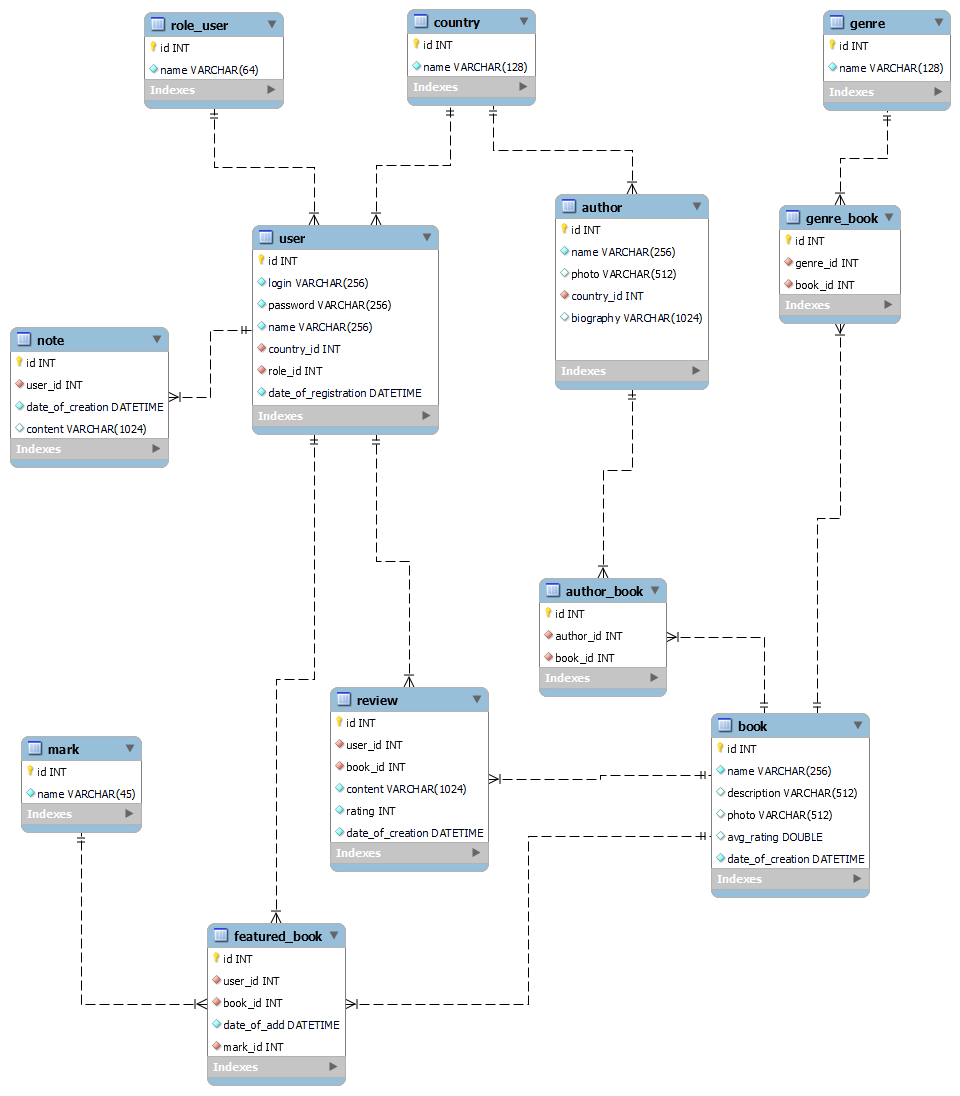 role_user
id INT
name VARCHAR(64)
Indexes
country
id INT
name VARCHAR(128)
Indexes
genre
id INT
name VARCHAR(128)
Indexes
author
id INT
name VARCHAR(256)
photo VARCHAR(512)
country_id INT
biography VARCHAR(1024)
Indexes
genre_book
id INT
genre_id INT
book_id INT
Indexes
user
id INT
login VARCHAR(256)
password VARCHAR(256)
name VARCHAR(256)
country_id INT
role_id INT
date_of_registration DATETIME
Indexes
note
id INT
user_id INT
date_of_creation DATETIME
content VARCHAR(1024)
Indexes
author_book
id INT
author_id INT
book_id INT
Indexes
review
id INT
user_id INT
book_id INT
content VARCHAR(1024)
rating INT
date_of_creation DATETIME
Indexes
book
id INT
name VARCHAR(256)
description VARCHAR(512)
photo VARCHAR(512)
avg_rating DOUBLE
date_of_creation DATETIME
Indexes
mark
id INT
name VARCHAR(45)
Indexes
featured_book
id INT
user_id INT
book_id INT
date_of_add DATETIME
mark_id INT
Indexes